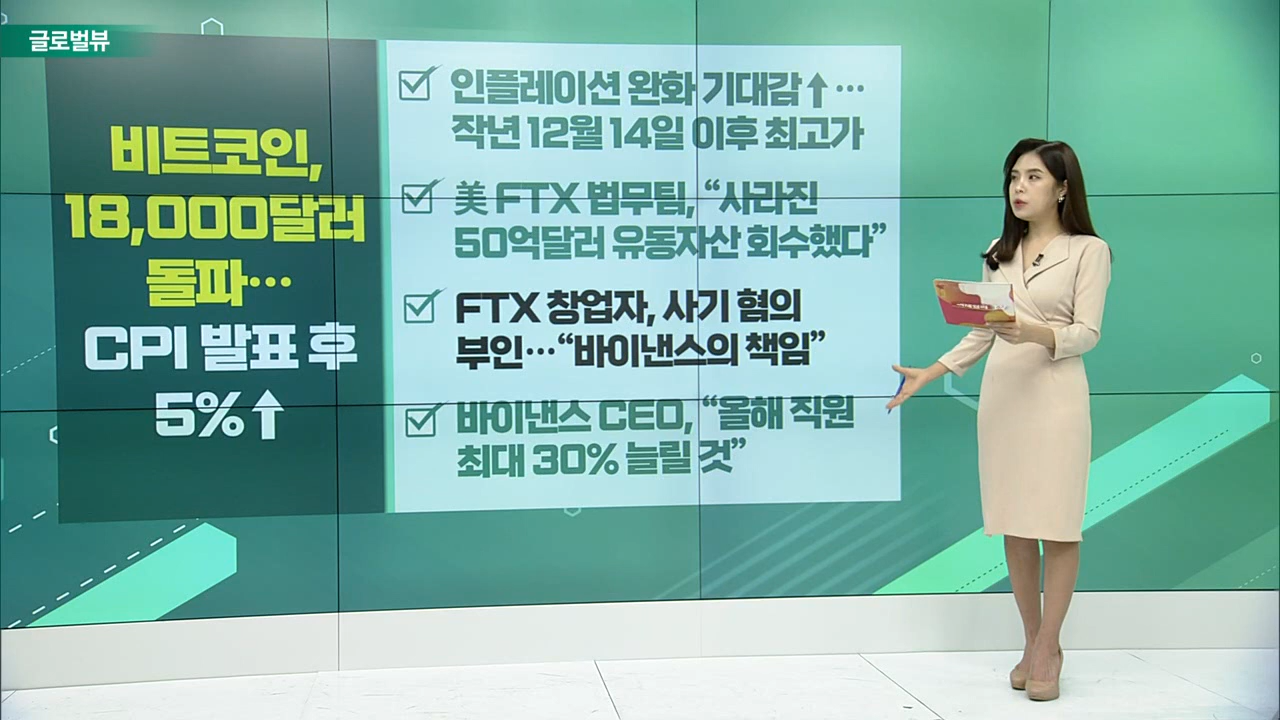 글로벌뷰
비트코인,
18,000달러
돌파…
CPI 발표 후
5%↑
인플레이션 완화 기대감↑…
작년 12월 14일 이후 최고가
美 FTX 법무팀, “사라진
50억달러 유동자산 회수했다”
FTX 창업자, 사기 혐의
부인…“바이낸스의 책임”
바이낸스 CEO, “올해 직원
최대 30% 늘릴 것”